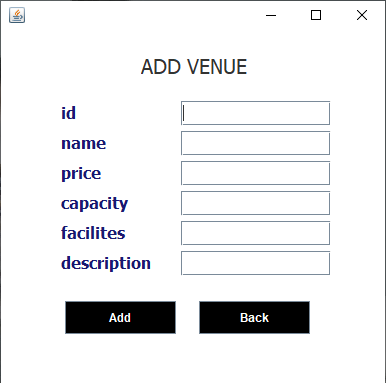 ADD VENUE
id
name
price
capacity
facilites
description
Add Back